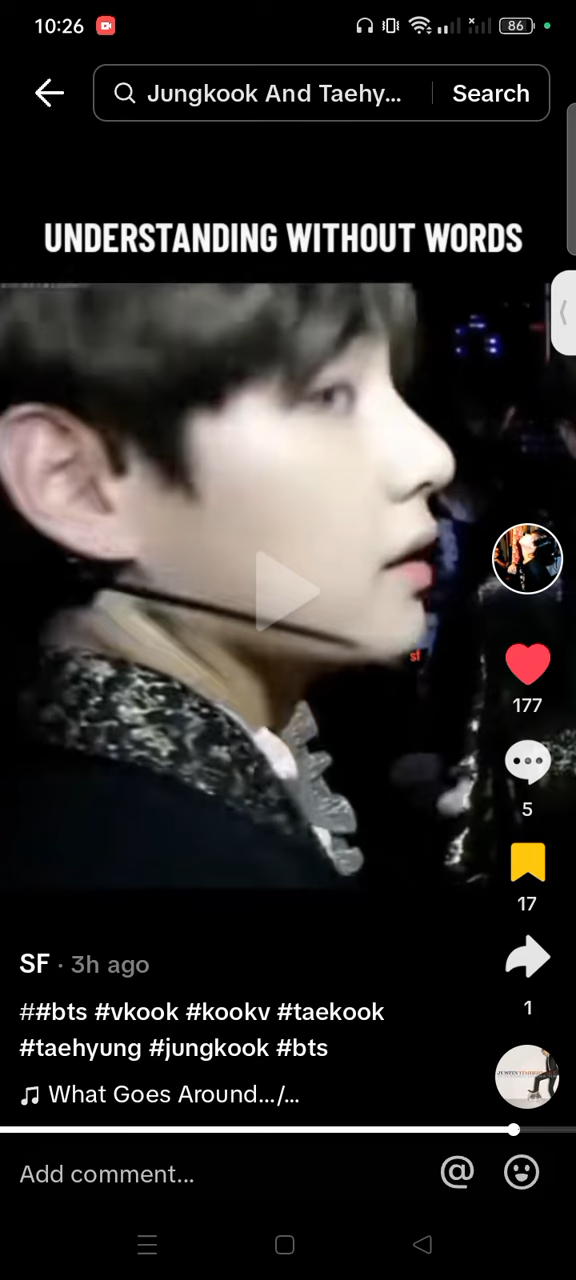 10:26
86
Jungkook And Taehy...
Search
UNDERSTANDING WITHOUT WORDS
sf
177
5
17
SF · 3h ago
1
##bts #vkook #kookv #taekook
#taehyung #jungkook #bts
What Goes Around.../...
Add comment...